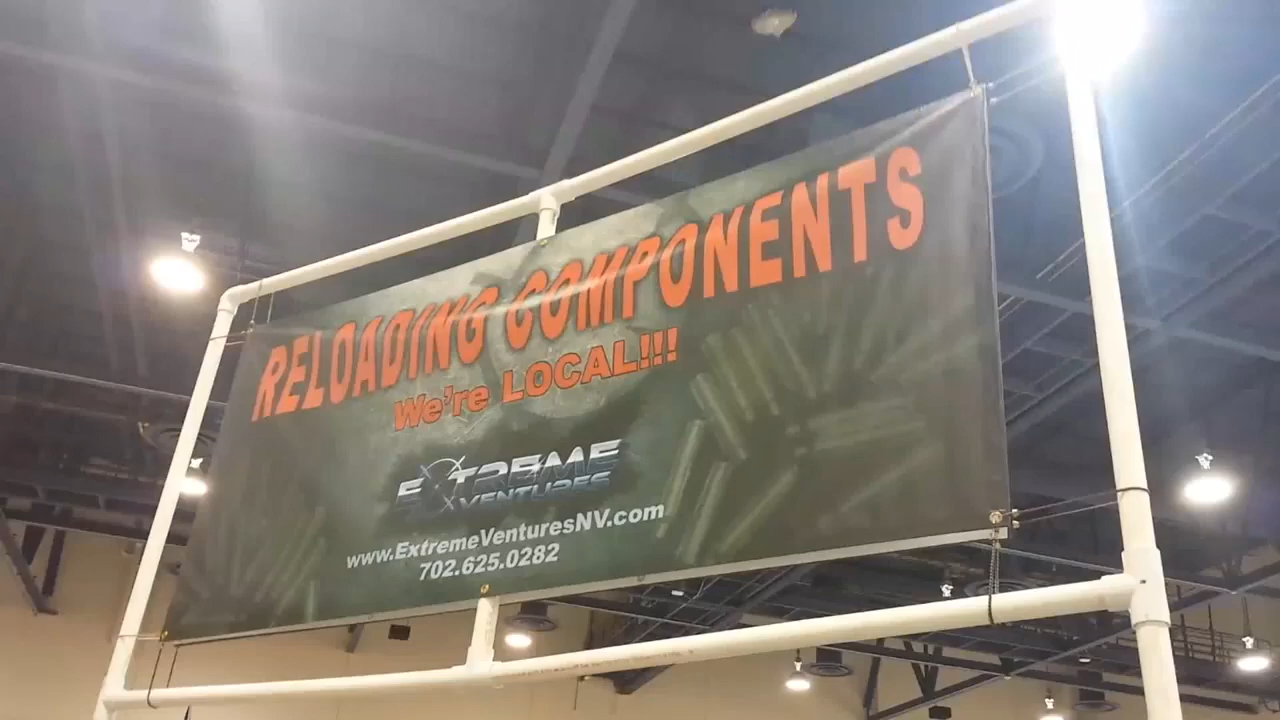 RELOADING COMPONENTS
We're LOCAL!!!
EXTREME
VENTURES
www.ExtremeVenturesNV.com
702.625.0282